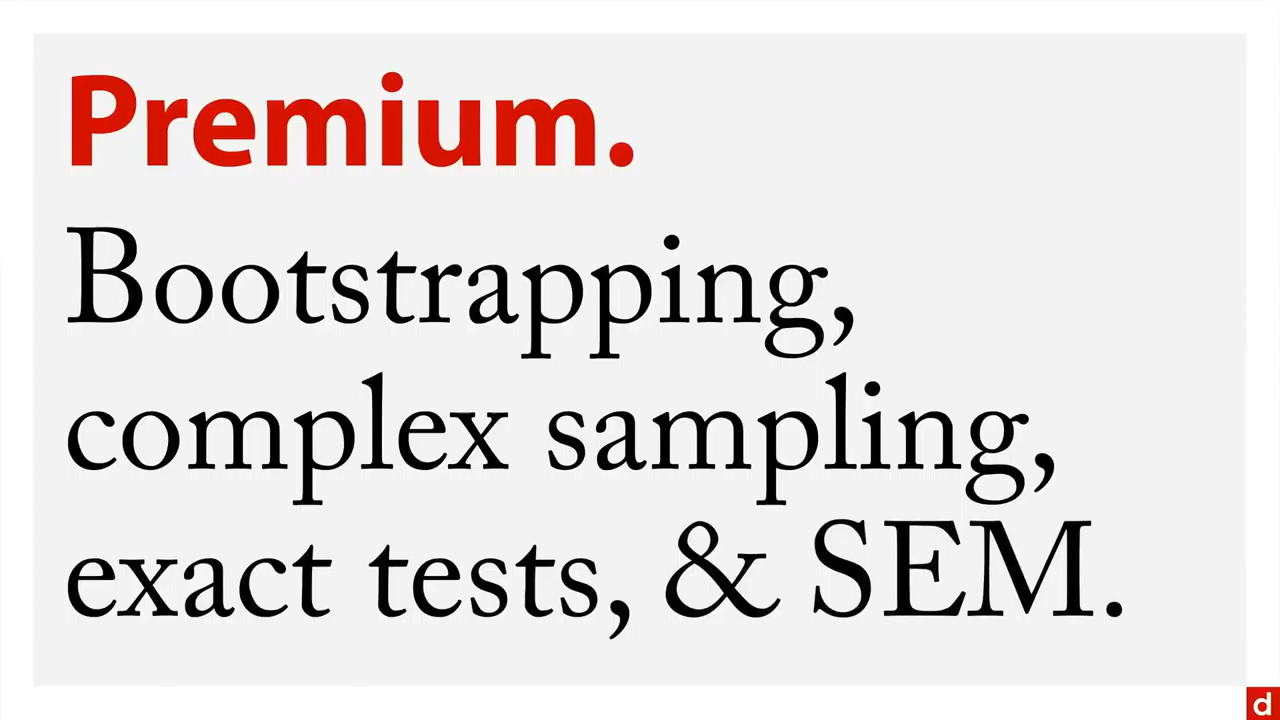 Premium.
Bootstrapping,
complex sampling,
exact tests, & SEM.
d